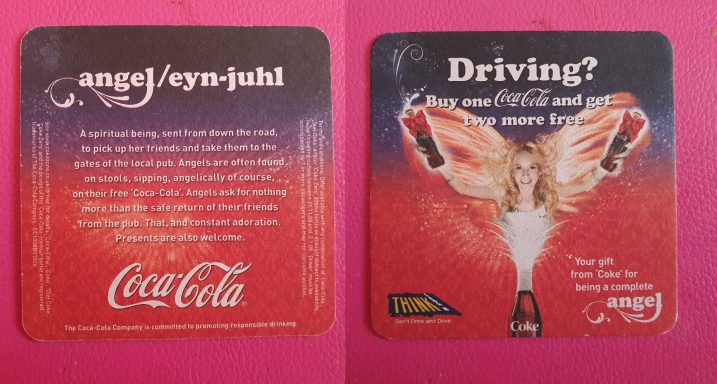 angel/eyn-juhl
A spiritual being, sent from down the road,
to pick up her friends and take them to the
gates of the local pub. Angels are often found
on stools, sipping, angelically of course,
on their free 'Coca-Cola'. Angels ask for nothing
more than the safe return of their friends
from the pub. That, and constant adoration.
Presents are also welcome.
Coca-Cola
The Coca-Cola Company is committed to promoting responsible drinking.
Driving?
Buy one Coca-Cola and get
two more free
Your gift
from 'Coke' for
being a complete
angel
THINK!
Don't Drink and Drive
Coke